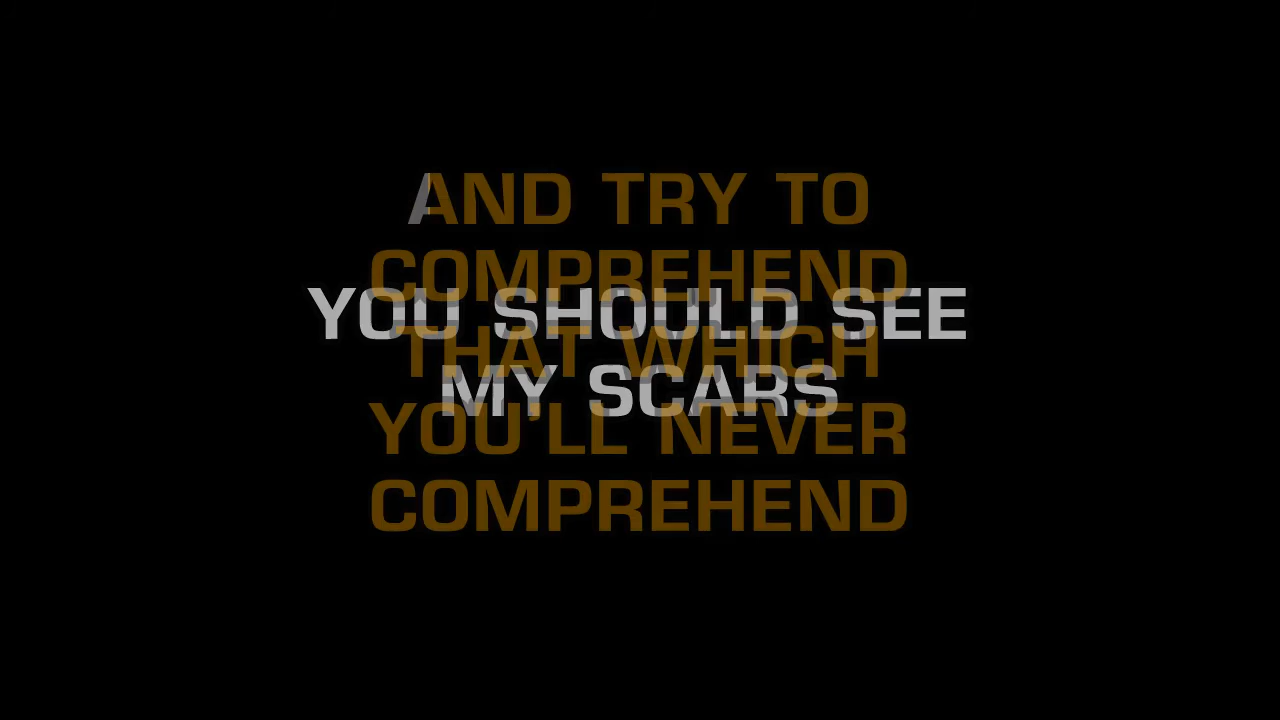 AND TRY TO
COMPREHEND
YOU SHOULD SEE
THAT WHICH
MY SCARS
YOU'LL NEVER
COMPREHEND